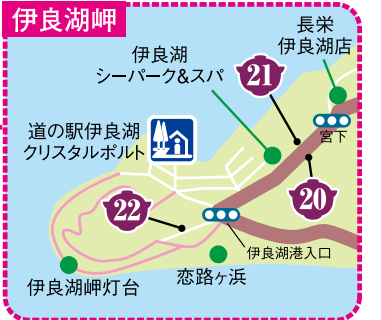 伊良湖岬
長栄
伊良湖店
伊良湖
シーパーク&スパ
21
宮下
道の駅伊良湖
クリスタルポルト
20
22
伊良湖港入口
恋路ヶ浜
伊良湖岬灯台